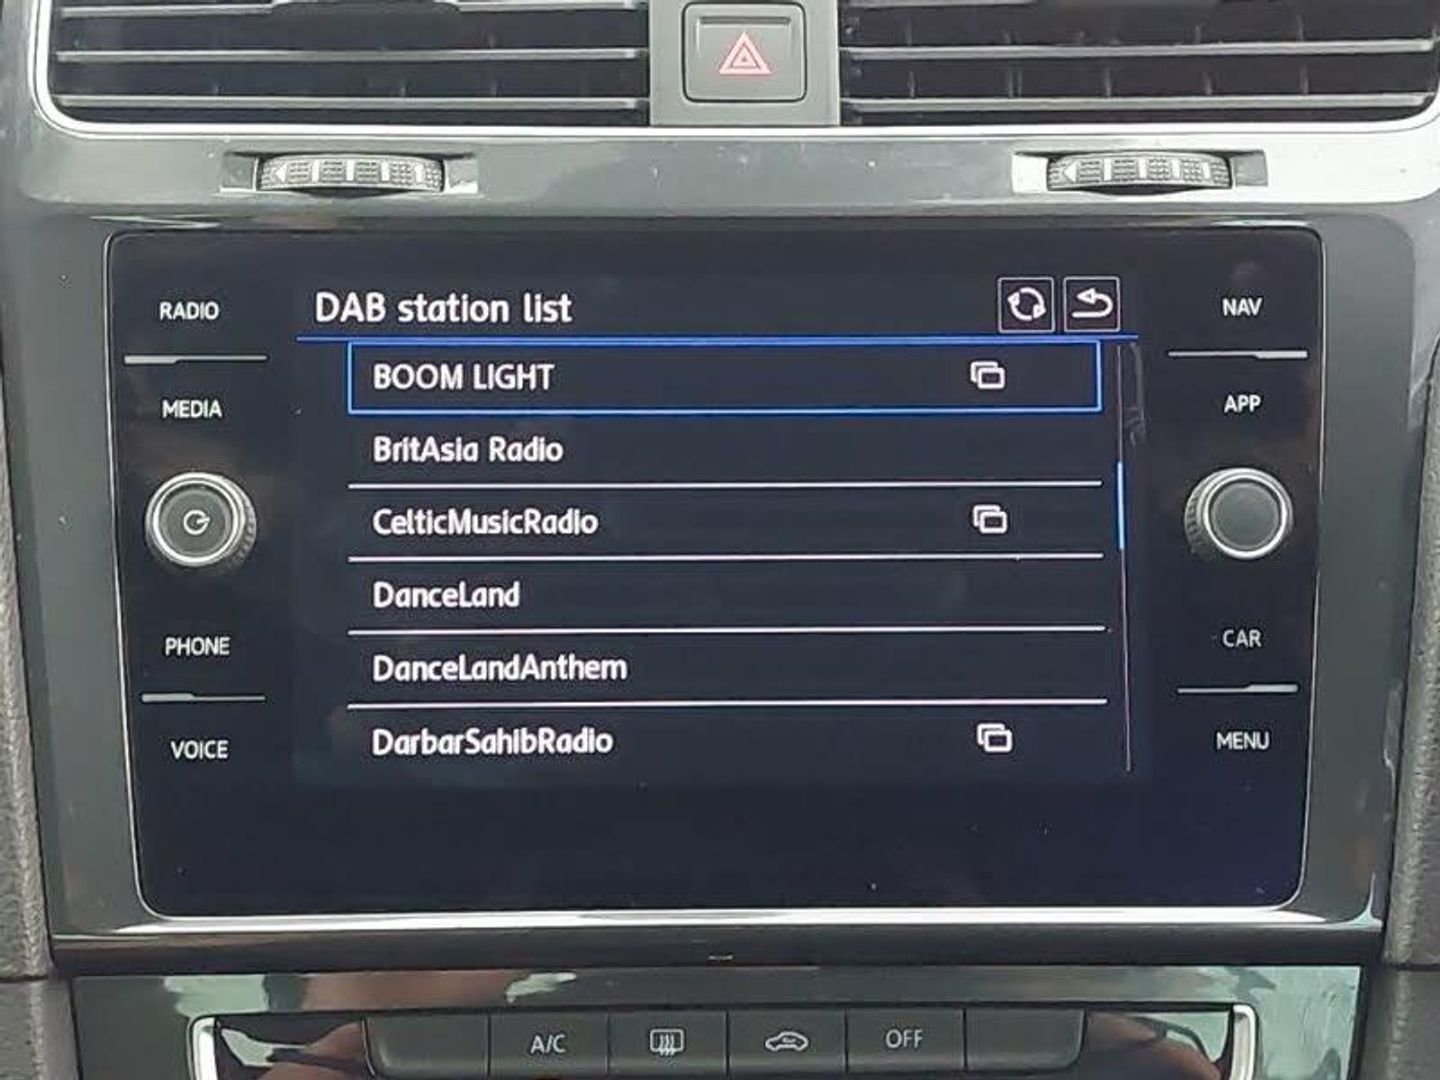 RADIO
MEDIA
PHONE
VOICE
DAB station list
BOOM LIGHT
BritAsia Radio
CelticMusicRadio
DanceLand
DanceLandAnthem
DarbarSahibRadio
NAV
APP
CAR
MENU
A/C
OFF